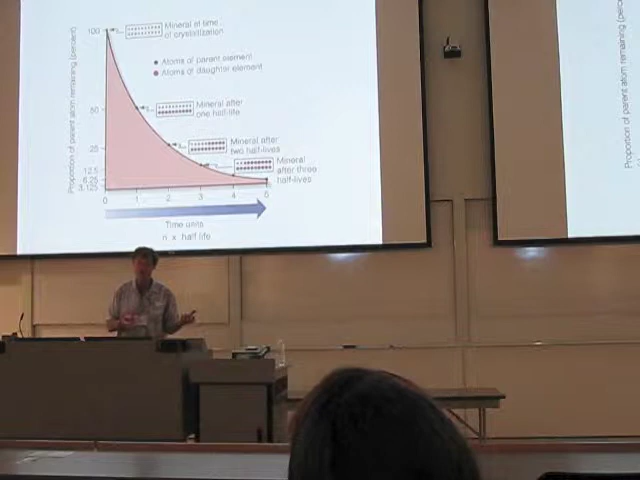 Mineral at time
of crystallization
Atoms of parent element
Atoms of daughter element
Mineral after
one half-life
Mineral after
two half-lives
Mineral
after three
half-lives
Proportion of parent atom remaining (percent)
100
50
25
12.5
6.25
3.125
0 1 2 3 4 5
Time units
n x half life
Proportion of parent atom remaining (perc